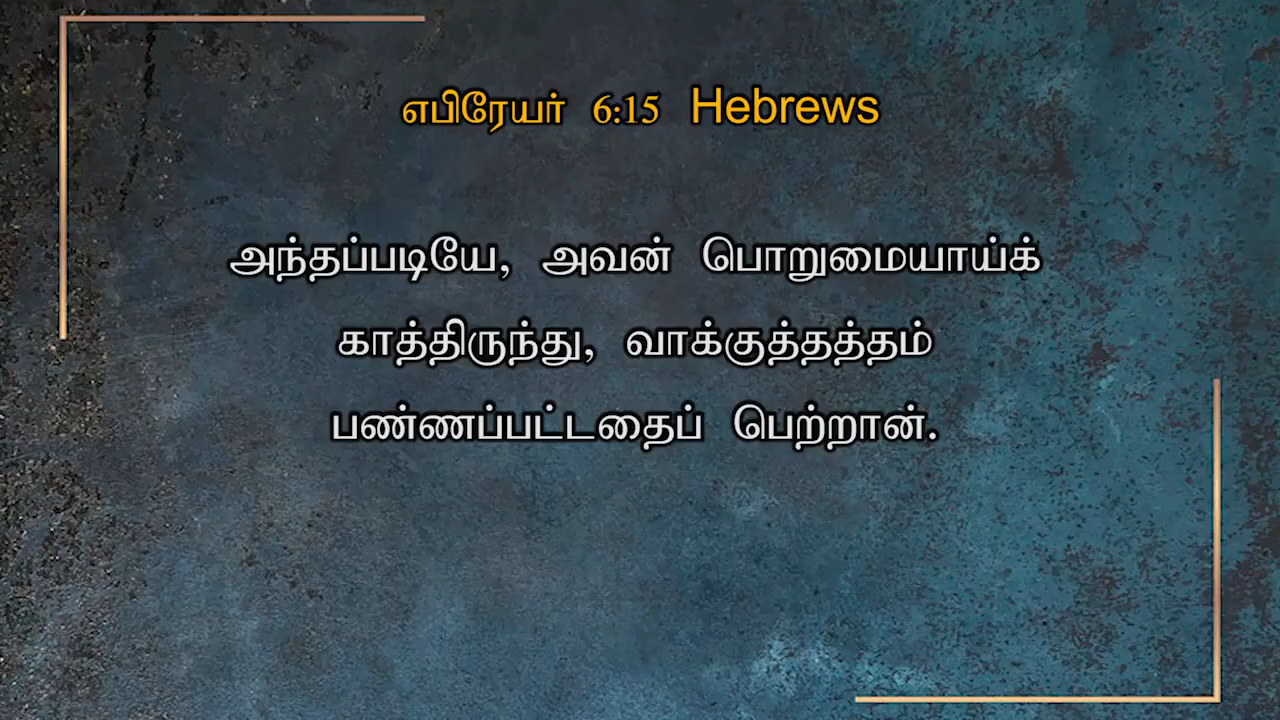 எபிரேயர் 6:15 Hebrews
அந்தப்படியே, அவன் பொறுமையாய்க்
காத்திருந்து, வாக்குத்தத்தம்
பண்ணப்பட்டதைப் பெற்றான்.